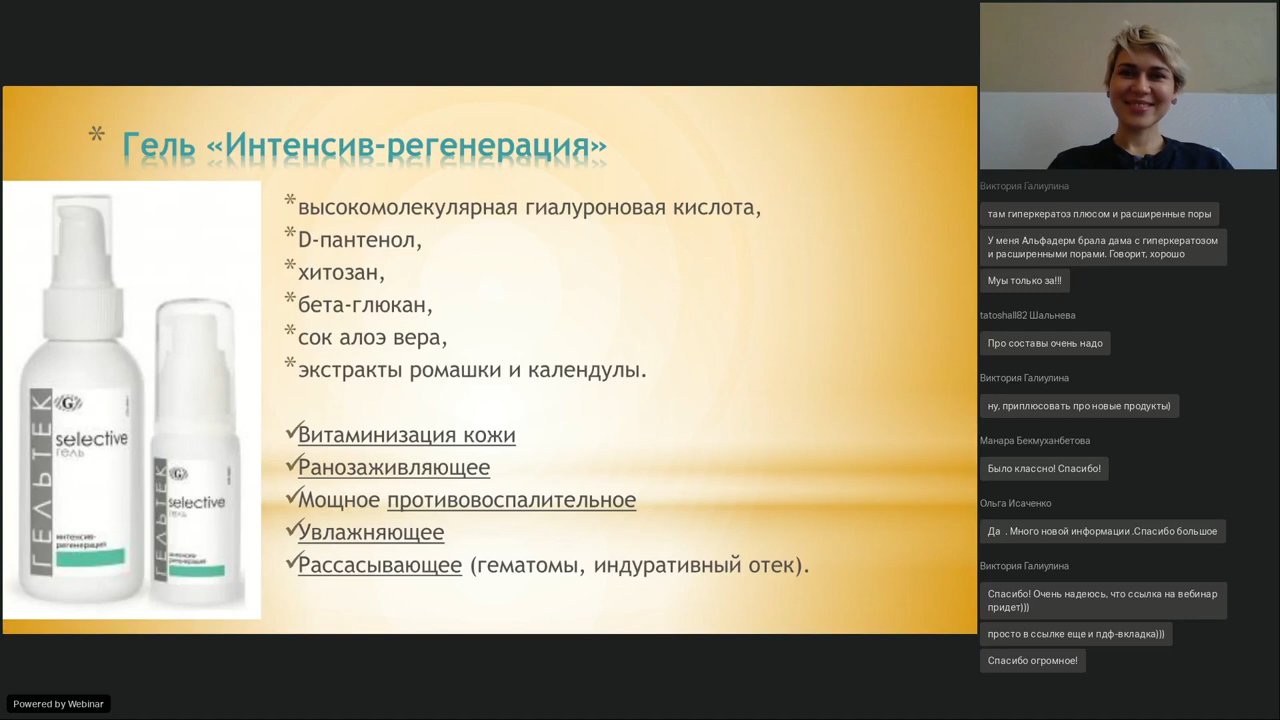 * Гель «Интенсив-регенерация»
*высокомолекулярная гиалуроновая кислота,
*D-пантенол,
*хитозан,
*бета-глюкан,
*сок алоэ вера,
*экстракты ромашки и календулы.
✓Витаминизация кожи
✓Ранозаживляющее
✓Мощное противовоспалительное
✓Увлажняющее
✓Рассасывающее (гематомы, индуративный отек).
ГЕЛЬТЕК
G
selective
гель
интенсив-
регенерация
ГЕЛЬТЕК
G
selective
гель
интенсив-
регенерация
Виктория Галиулина
там гиперкератоз плюсом и расширенные поры
У меня Альфадерм брала дама с гиперкератозом
и расширенными порами. Говорит, хорошо
Муы только за!!!
tatoshall82 Шальнева
Про составы очень надо
Виктория Галиулина
ну, приплюсовать про новые продукты)
Манара Бекмуханбетова
Было классно! Спасибо!
Ольга Исаченко
Да . Много новой информации .Спасибо большое
Виктория Галиулина
Спасибо! Очень надеюсь, что ссылка на вебинар
придет)))
просто в ссылке еще и пдф-вкладка)))
Спасибо огромное!
Powered by Webinar